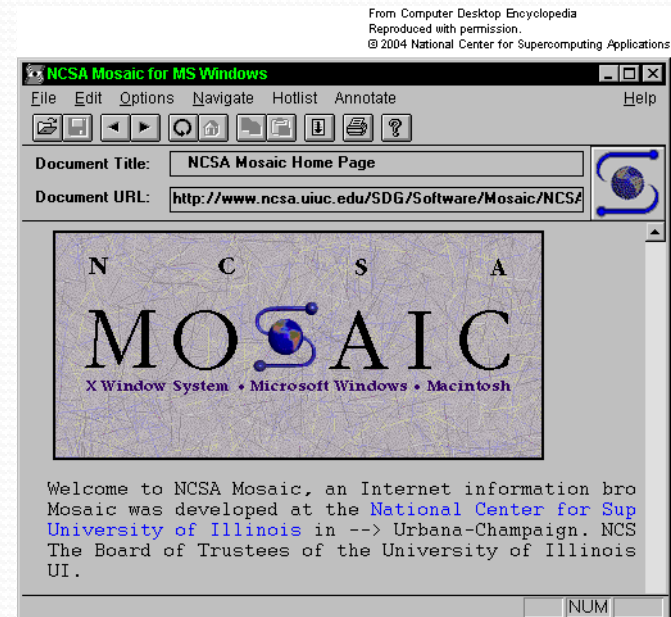 From Computer Desktop Encyclopedia
Reproduced with permission.
© 2004 National Center for Supercomputing Applications
NCSA Mosaic for MS Windows
File Edit Options Navigate Hotlist Annotate Help
Document Title: NCSA Mosaic Home Page
Document URL: http://www.ncsa.uiuc.edu/SDG/Software/Mosaic/NCSA
N C S A
MOSAIC
X Window System • Microsoft Windows • Macintosh
Welcome to NCSA Mosaic, an Internet information bro
Mosaic was developed at the National Center for Sup
University of Illinois in --> Urbana-Champaign. NCS
The Board of Trustees of the University of Illinois
UI.
NUM